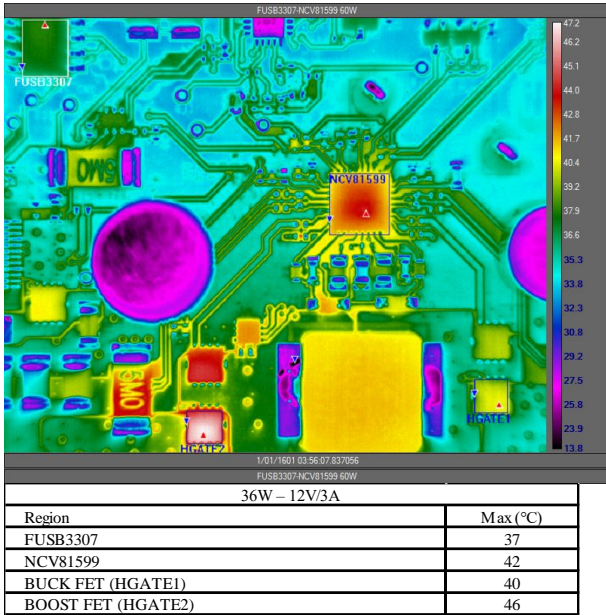 FUSB3307-NCV81599 60W
47.2
46.2
45.1
44.0
42.8
41.7
40.4
39.2
37.9
36.6
35.3
33.8
32.3
30.8
29.2
27.5
25.8
23.9
13.8
FUSB3307
5M0
NCV81599
5M0
HGATE1
HGATE2
1/01/1601 03:56:07.837056
FUSB3307-NCV81599 60W
36W – 12V/3A
Region Max (°C)
FUSB3307 37
NCV81599 42
BUCK FET (HGATE1) 40
BOOST FET (HGATE2) 46